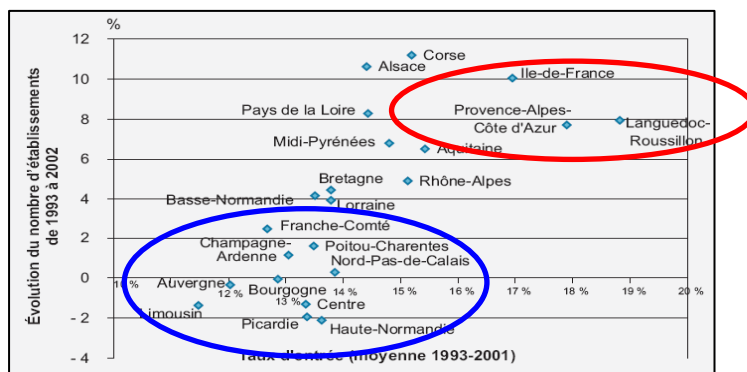 %
12
10
8
6
4
2
0
- 2
- 4
Évolution du nombre d'établissements
de 1993 à 2002
Corse
Alsace
Ile-de-France
Pays de la Loire
Provence-Alpes-
Côte d'Azur
Languedoc-
Roussillon
Midi-Pyrénées
Aquitaine
Bretagne
Rhône-Alpes
Basse-Normandie
Lorraine
Franche-Comté
Champagne-
Ardenne
Poitou-Charentes
Nord-Pas-de-Calais
Auvergne
Bourgogne
Limousin
Centre
Picardie
Haute-Normandie
10 %
12 %
13 %
14 %
15 %
16 %
17 %
18 %
19 %
20 %
Taux d'entrée (moyenne 1993-2001)